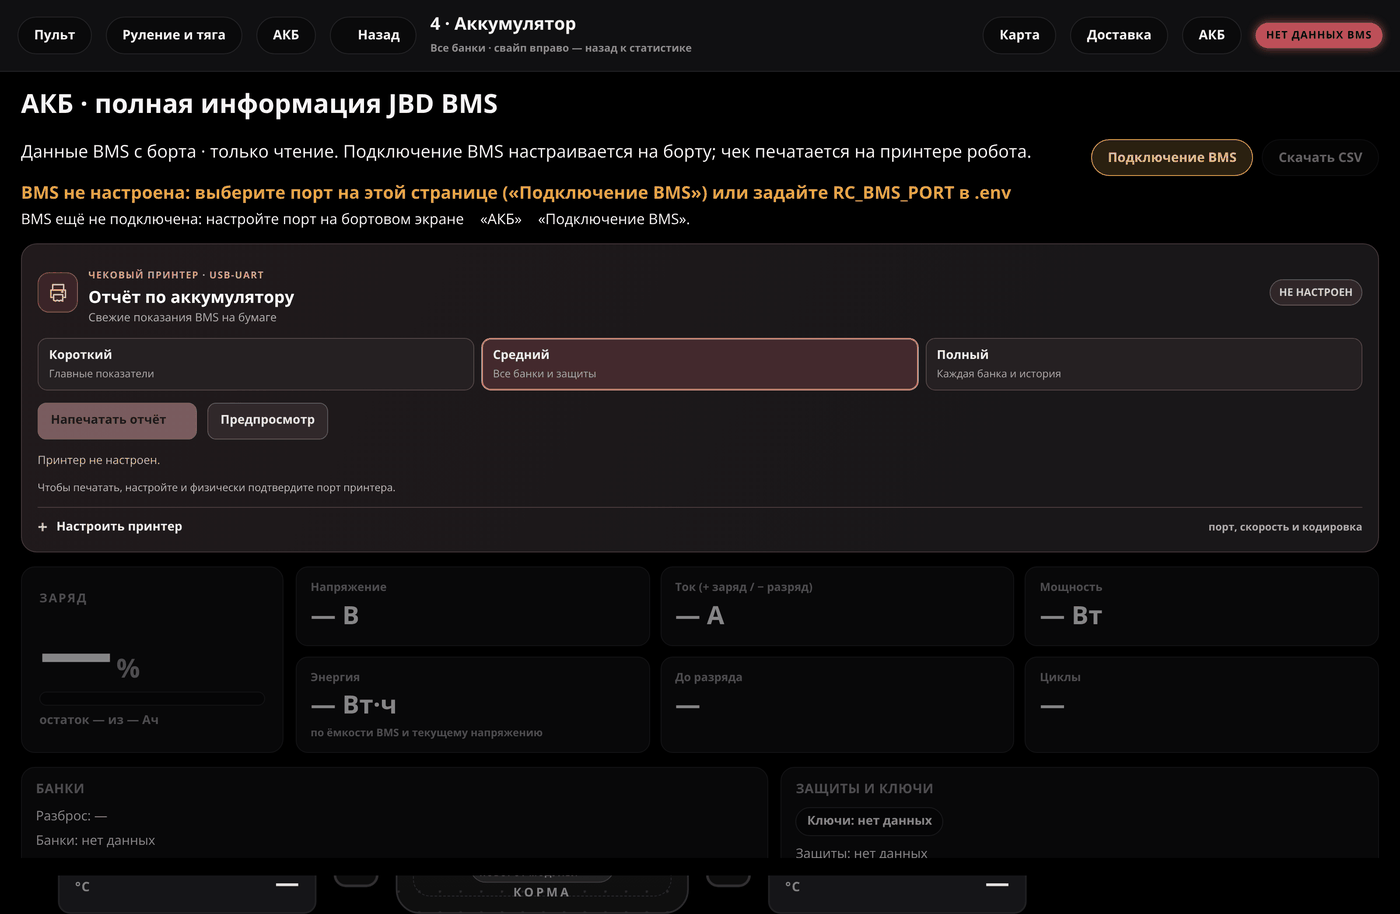 Пульт
Руление и тяга
АКБ
Назад
4 · Аккумулятор
Все банки · свайп вправо — назад к статистике
Карта
Доставка
АКБ
НЕТ ДАННЫХ BMS
АКБ · полная информация JBD BMS
Данные BMS с борта · только чтение. Подключение BMS настраивается на борту; чек печатается на принтере робота.
Подключение BMS
Скачать CSV
BMS не настроена: выберите порт на этой странице («Подключение BMS») или задайте RC_BMS_PORT в .env
BMS ещё не подключена: настройте порт на бортовом экране «АКБ» «Подключение BMS».
ЧЕКОВЫЙ ПРИНТЕР · USB-UART
Отчёт по аккумулятору
Свежие показания BMS на бумаге
НЕ НАСТРОЕН
Короткий
Главные показатели
Средний
Все банки и защиты
Полный
Каждая банка и история
Напечатать отчёт
Предпросмотр
Принтер не настроен.
Чтобы печатать, настройте и физически подтвердите порт принтера.
+ Настроить принтер
порт, скорость и кодировка
ЗАРЯД
— %
остаток — из — Ач
Напряжение
— В
Ток (+ заряд / − разряд)
— А
Мощность
— Вт
Энергия
— Вт·ч
по ёмкости BMS и текущему напряжению
До разряда
—
Циклы
—
БАНКИ
Разброс: —
Банки: нет данных
ЗАЩИТЫ И КЛЮЧИ
Ключи: нет данных
Защиты: нет данных
°C —
КОРМА
°C —